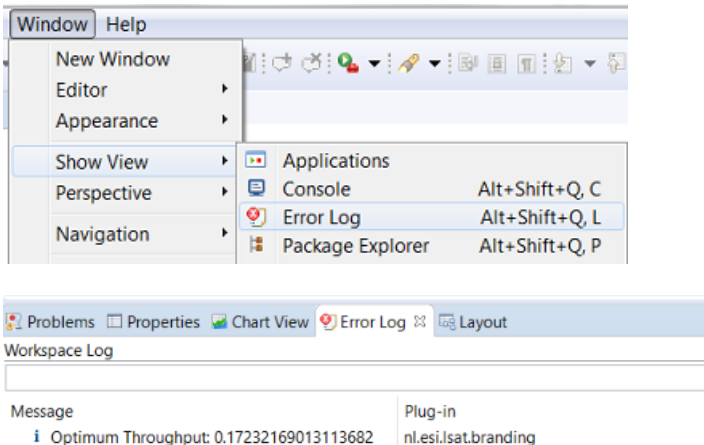 Window Help
New Window
Editor
Appearance
Show View
Applications
Perspective
Console Alt+Shift+Q, C
Error Log Alt+Shift+Q, L
Navigation
Package Explorer Alt+Shift+Q, P
Problems Properties Chart View Error Log Layout
Workspace Log
Message Plug-in
Optimum Throughput: 0.17232169013113682 nl.esi.lsat.branding